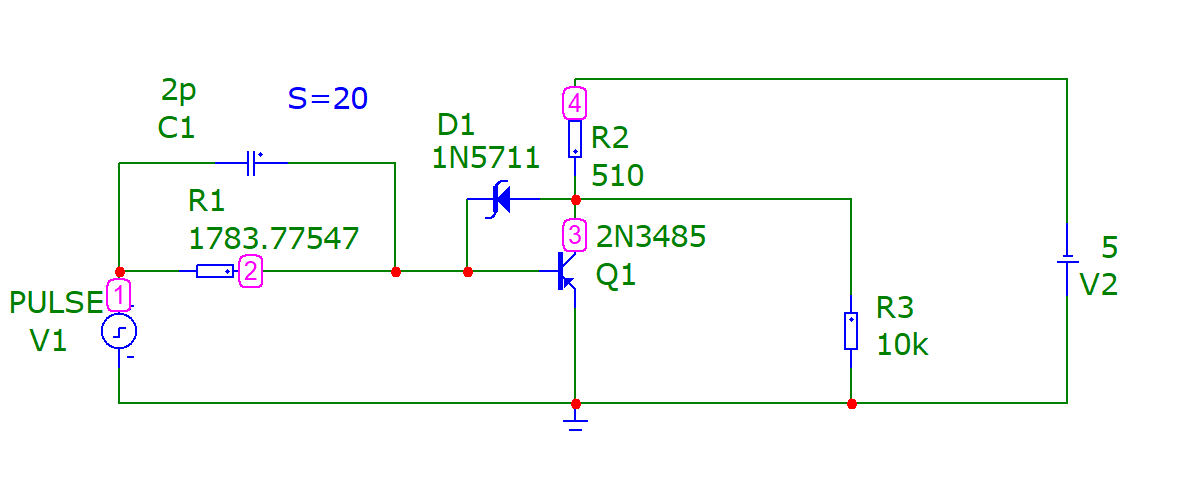 2p
C1
S=20
R1
1783.77547
2
1
PULSE
V1
D1
1N5711
4
R2
510
3
2N3485
Q1
R3
10k
5
V2